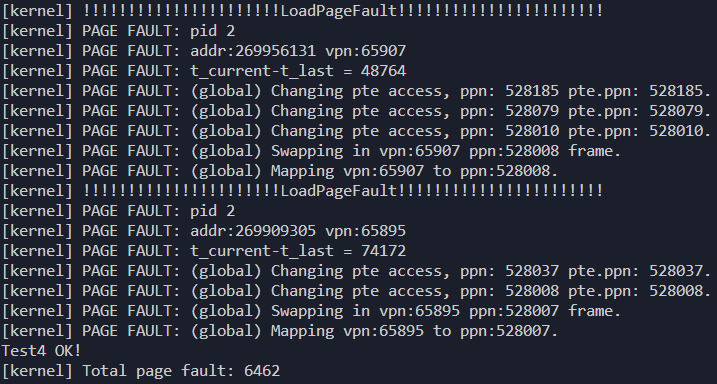 [kernel] !!!!!!!!!!!!!!!!!!!!!!LoadPageFault!!!!!!!!!!!!!!!!!!!!!!!
[kernel] PAGE FAULT: pid 2
[kernel] PAGE FAULT: addr:269956131 vpn:65907
[kernel] PAGE FAULT: t_current-t_last = 48764
[kernel] PAGE FAULT: (global) Changing pte access, ppn: 528185 pte.ppn: 528185.
[kernel] PAGE FAULT: (global) Changing pte access, ppn: 528079 pte.ppn: 528079.
[kernel] PAGE FAULT: (global) Changing pte access, ppn: 528010 pte.ppn: 528010.
[kernel] PAGE FAULT: (global) Swapping in vpn:65907 ppn:528008 frame.
[kernel] PAGE FAULT: (global) Mapping vpn:65907 to ppn:528008.
[kernel] !!!!!!!!!!!!!!!!!!!!!!LoadPageFault!!!!!!!!!!!!!!!!!!!!!!!
[kernel] PAGE FAULT: pid 2
[kernel] PAGE FAULT: addr:269909305 vpn:65895
[kernel] PAGE FAULT: t_current-t_last = 74172
[kernel] PAGE FAULT: (global) Changing pte access, ppn: 528037 pte.ppn: 528037.
[kernel] PAGE FAULT: (global) Changing pte access, ppn: 528008 pte.ppn: 528008.
[kernel] PAGE FAULT: (global) Swapping in vpn:65895 ppn:528007 frame.
[kernel] PAGE FAULT: (global) Mapping vpn:65895 to ppn:528007.
Test4 OK!
[kernel] Total page fault: 6462